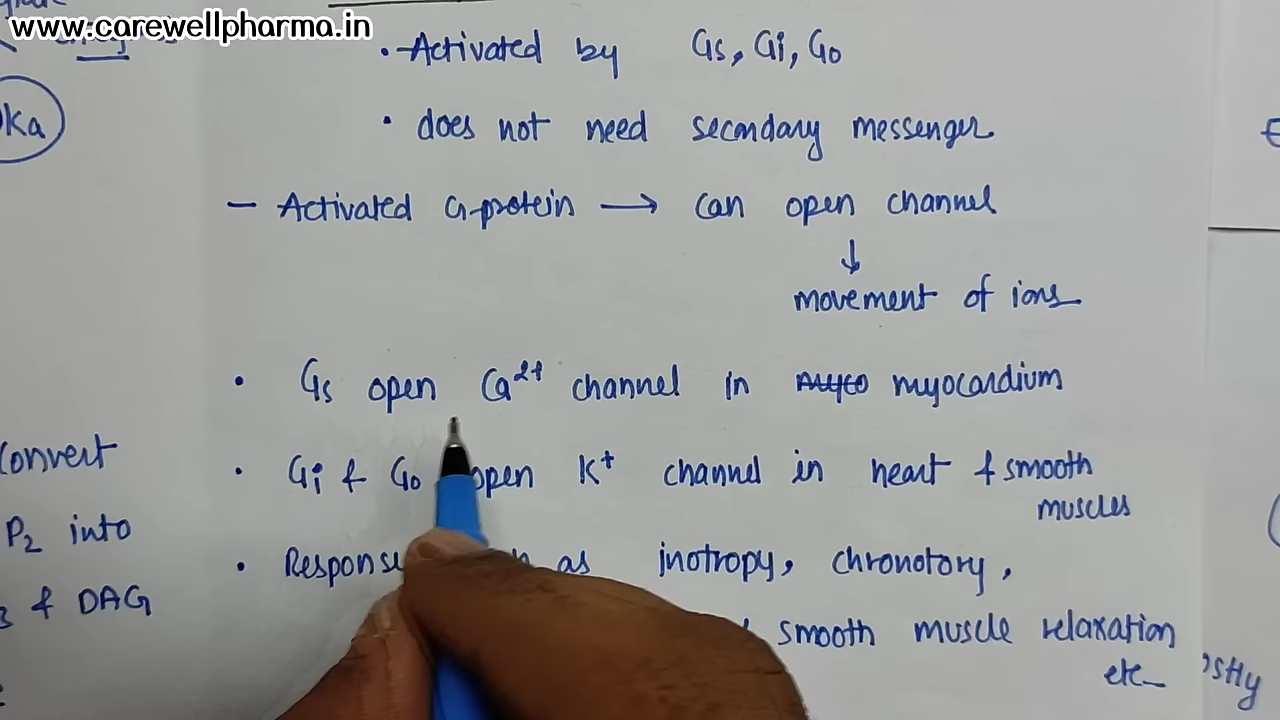 www.carewellpharma.in
• Activated by Gs, Gi, Go
Ka
• does not need secondary messenger
- Activated G-protein → can open channel
↓
movement of ions
• Gs open Ca2+ channel in myocardium
convert
• Gi & Go open K+ channel in heart & smooth
muscles
P2 into
• as inotropy, chronotory,
& DAG
smooth muscle relaxation
etc